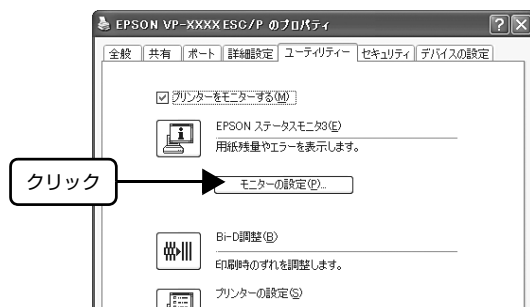 EPSON VP-XXXX ESC/P のプロパティ
全般 共有 ポート 詳細設定 ユーティリティー セキュリティ デバイスの設定
プリンターをモニターする(M)
EPSON ステータスモニタ3(E)
用紙残量やエラーを表示します。
クリック
モニターの設定(P)...
Bi-D調整(B)
印刷時のずれを調整します。
プリンターの設定(S)